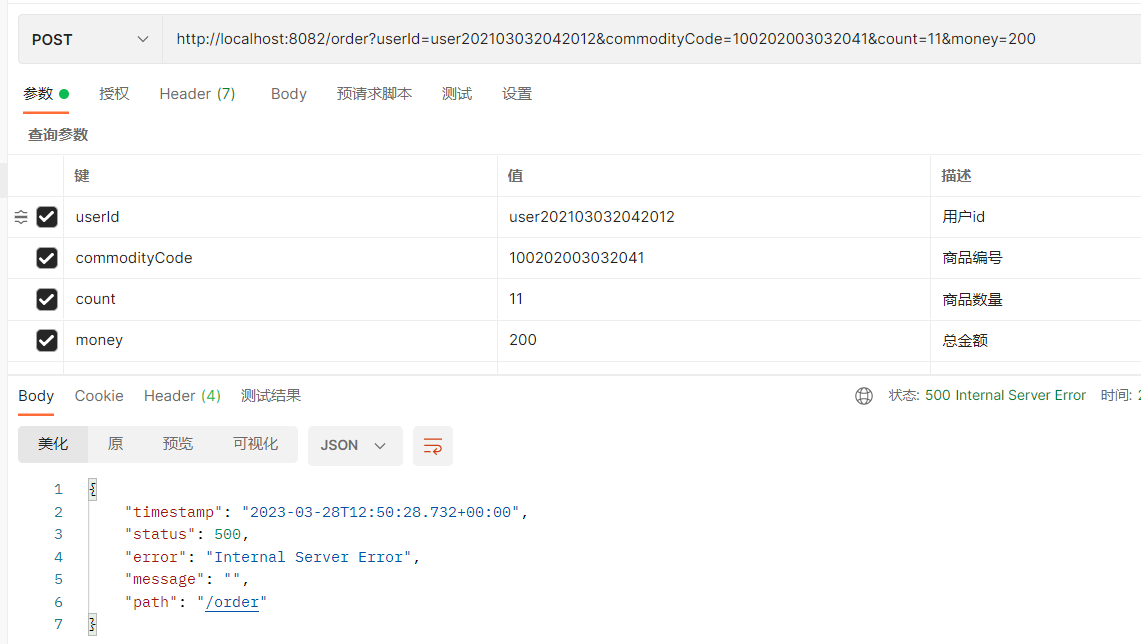 POST http://localhost:8082/order?userId=user202103032042012&commodityCode=100202003032041&count=11&money=200
参数 授权 Header (7) Body 预请求脚本 测试 设置
查询参数
键 值 描述
userId user202103032042012 用户id
commodityCode 100202003032041 商品编号
count 11 商品数量
money 200 总金额
Body Cookie Header (4) 测试结果 状态: 500 Internal Server Error 时间: 2
美化 原 预览 可视化 JSON
1 {
2 "timestamp": "2023-03-28T12:50:28.732+00:00",
3 "status": 500,
4 "error": "Internal Server Error",
5 "message": "",
6 "path": "/order"
7 }